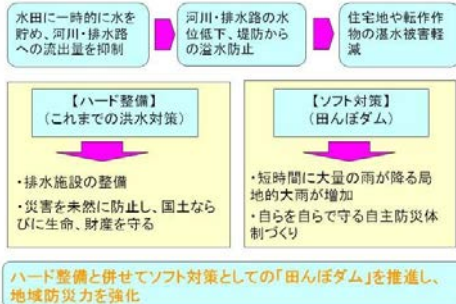 水田に一時的に水を
貯め、河川・排水路
への流出量を抑制
河川・排水路の水
位低下、堤防から
の溢水防止
住宅地や転作作
物の湛水被害軽
減
【ハード整備】
(これまでの洪水対策)
・排水施設の整備
・災害を未然に防止し、国土なら
びに生命、財産を守る
【ソフト対策】
(田んぼダム)
・短時間に大量の雨が降る局
地的大雨が増加
・自らを自らで守る自主防災体
制づくり
ハード整備と併せてソフト対策としての「田んぼダム」を推進し、
地域防災力を強化